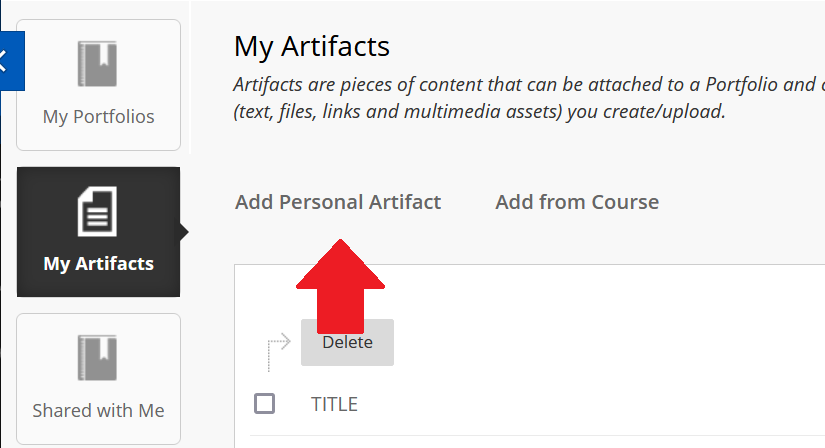 My Portfolios
My Artifacts
Shared with Me
My Artifacts
Artifacts are pieces of content that can be attached to a Portfolio and
(text, files, links and multimedia assets) you create/upload.
Add Personal Artifact
Add from Course
Delete
TITLE